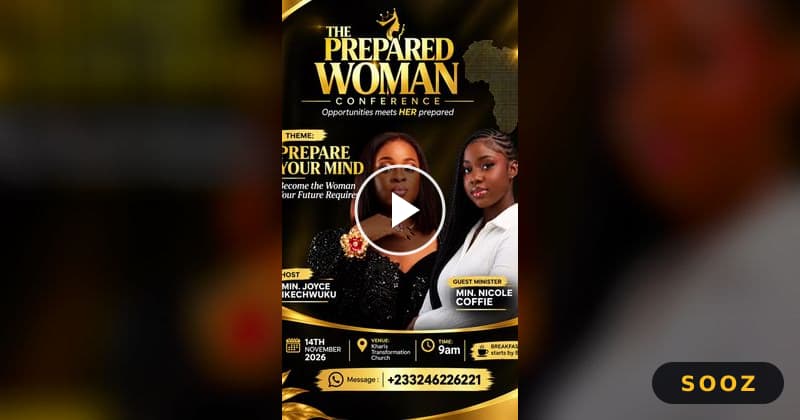 THE
PREPARED
WOMAN
CONFERENCE
Opportunities meets HER prepared
THEME:
PREPARE
YOUR MIND
Become the Woman
Your Future Requires
HOST
MIN. JOYCE
IKECHWUKU
GUEST MINISTER
MIN. NICOLE
COFFIE
14TH
NOVEMBER
2026
VENUE:
Kharis
Transformation
Church
TIME:
9am
BREAKFAS
starts by
Message :
+233246226221
SOOZ